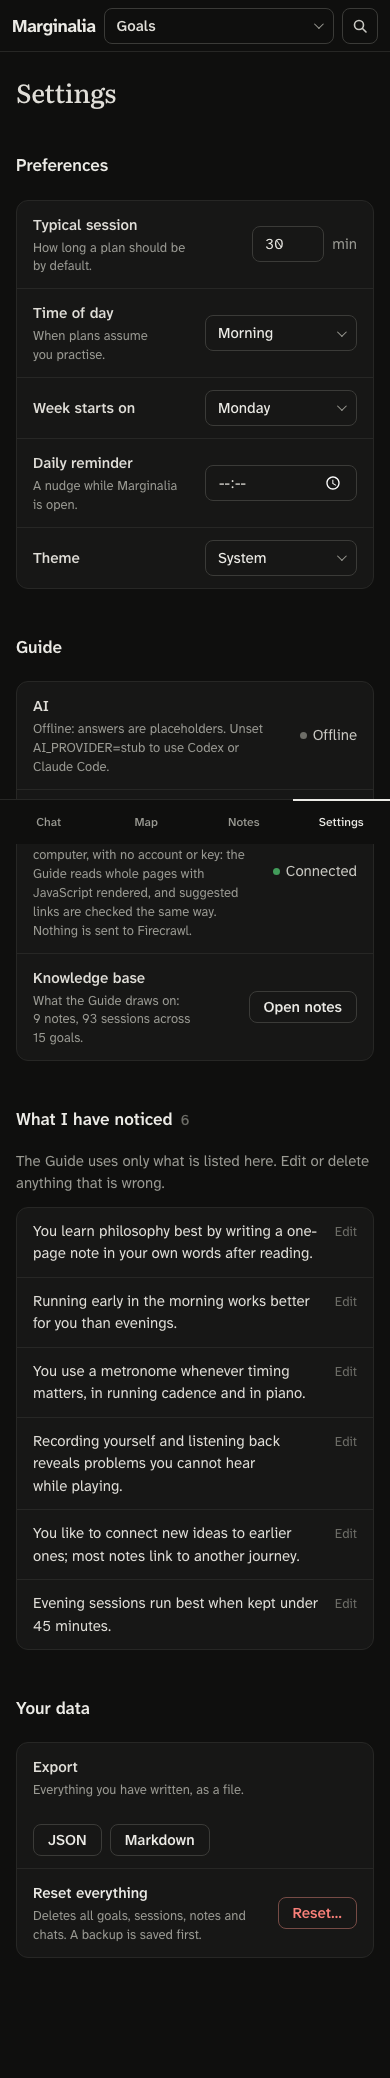 Marginalia
Goals
Settings
Preferences
Typical session
How long a plan should be
by default.
30
min
Time of day
When plans assume
you practise.
Morning
Week starts on
Monday
Daily reminder
A nudge while Marginalia
is open.
--:--
Theme
System
Guide
AI
Offline: answers are placeholders. Unset
AI_PROVIDER=stub to use Codex or
Claude Code.
Offline
Chat
Map
Notes
Settings
computer, with no account or key: the
Guide reads whole pages with
JavaScript rendered, and suggested
links are checked the same way.
Nothing is sent to Firecrawl.
Connected
Knowledge base
What the Guide draws on:
9 notes, 93 sessions across
15 goals.
Open notes
What I have noticed 6
The Guide uses only what is listed here. Edit or delete
anything that is wrong.
You learn philosophy best by writing a one-
page note in your own words after reading.
Edit
Running early in the morning works better
for you than evenings.
Edit
You use a metronome whenever timing
matters, in running cadence and in piano.
Edit
Recording yourself and listening back
reveals problems you cannot hear
while playing.
Edit
You like to connect new ideas to earlier
ones; most notes link to another journey.
Edit
Evening sessions run best when kept under
45 minutes.
Edit
Your data
Export
Everything you have written, as a file.
JSON
Markdown
Reset everything
Deletes all goals, sessions, notes and
chats. A backup is saved first.
Reset…